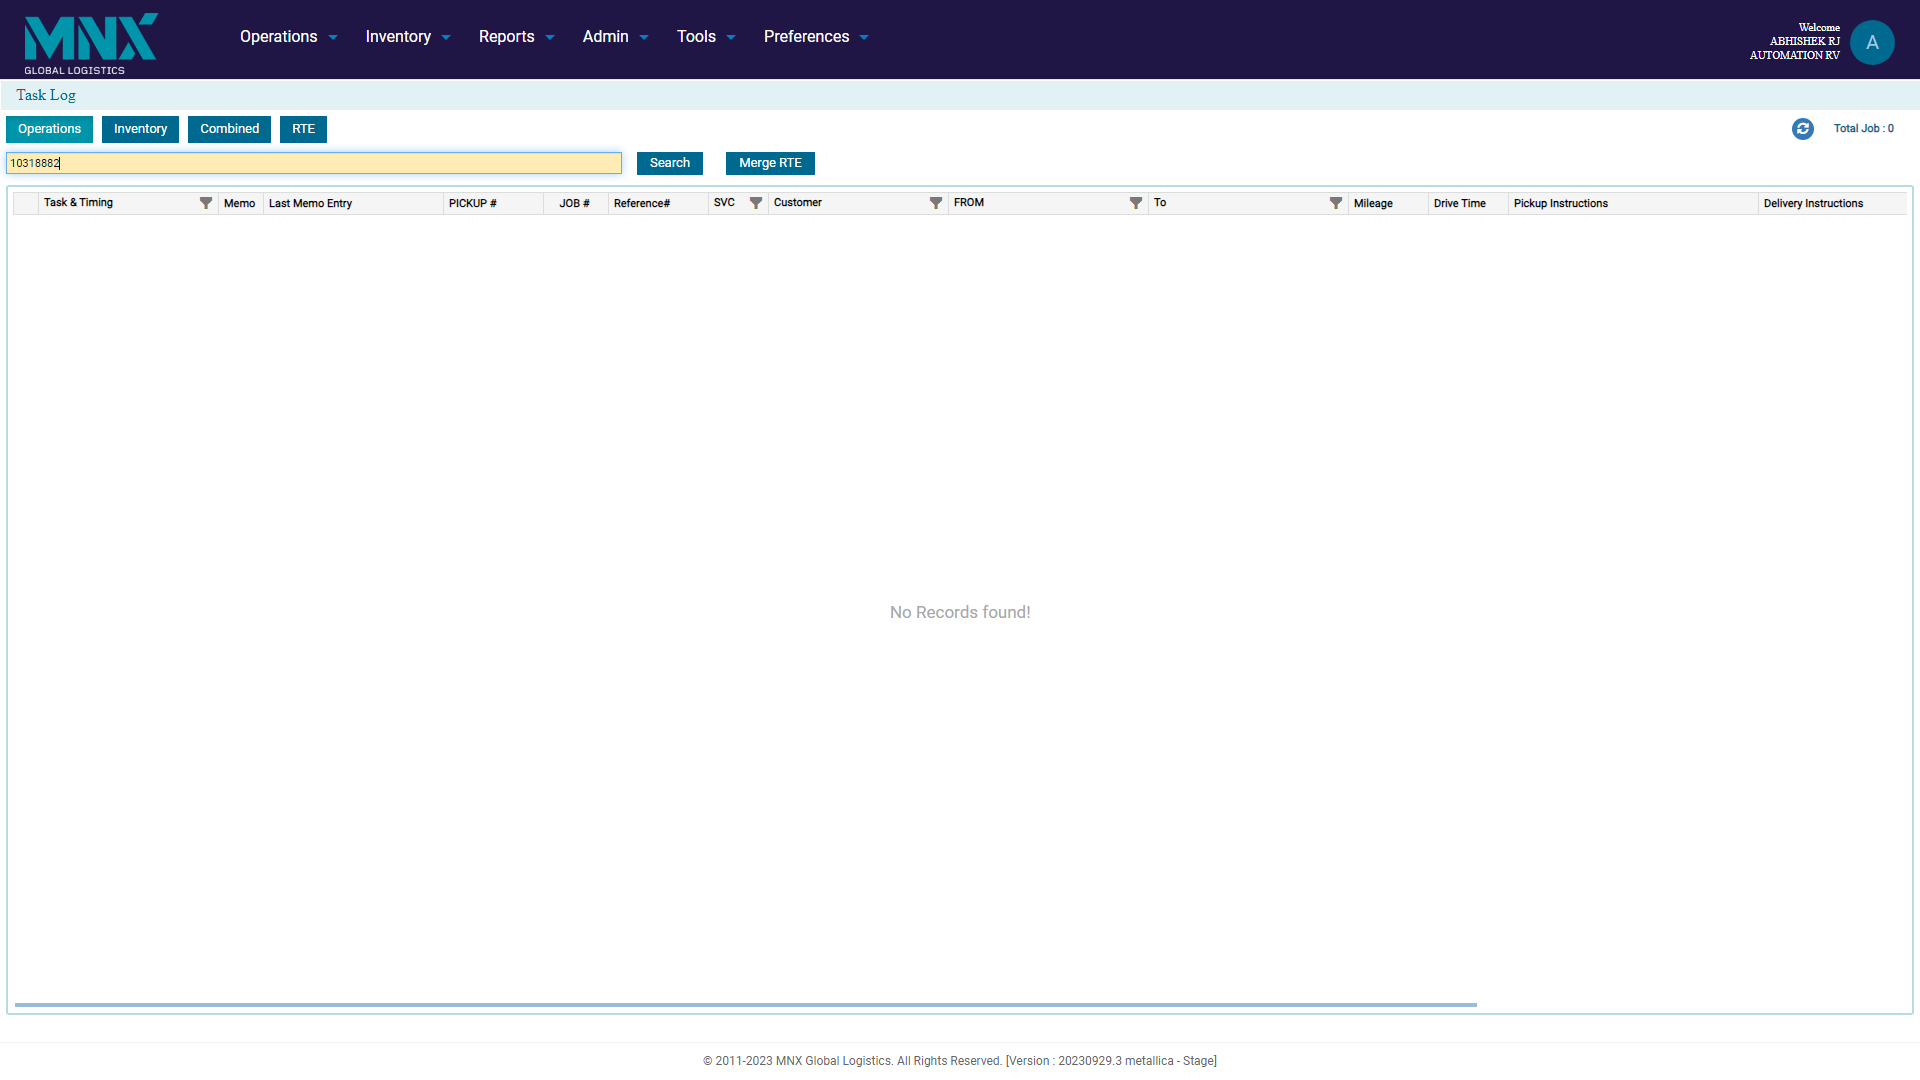 MNX
GLOBAL LOGISTICS
Operations Inventory Reports Admin Tools Preferences
Welcome
ABHISHEK RJ
AUTOMATION RV
A
Task Log
Operations Inventory Combined RTE
Total Job : 0
10318882
Search Merge RTE
Task & Timing Memo Last Memo Entry PICKUP # JOB # Reference# SVC Customer FROM To Mileage Drive Time Pickup Instructions Delivery Instructions
No Records found!
© 2011-2023 MNX Global Logistics. All Rights Reserved. [Version : 20230929.3 metallica - Stage]